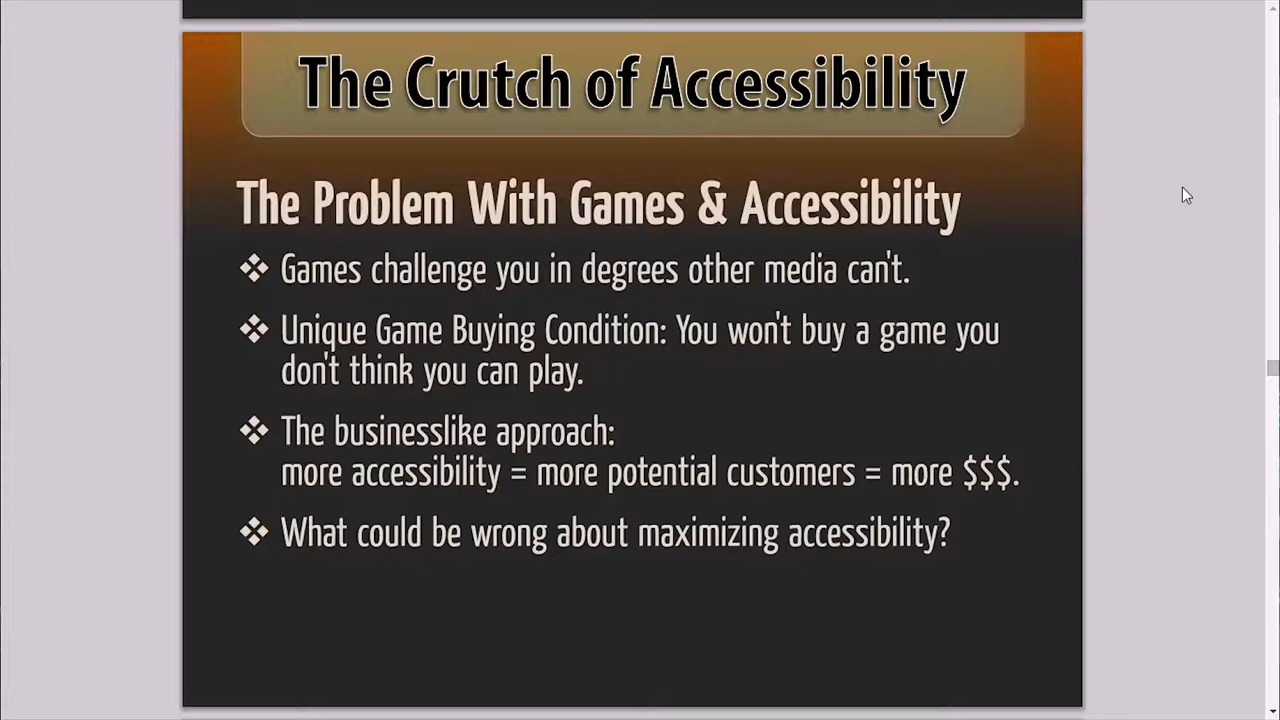 The Crutch of Accessibility
The Problem With Games & Accessibility
Games challenge you in degrees other media can't.
Unique Game Buying Condition: You won't buy a game you
don't think you can play.
The businesslike approach:
more accessibility = more potential customers = more $$$.
What could be wrong about maximizing accessibility?